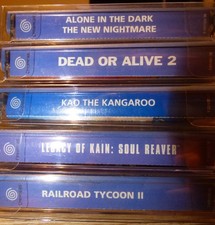 ALONE IN THE DARK
THE NEW NIGHTMARE
DEAD OR ALIVE 2
KAO THE KANGAROO
LEGACY OF KAIN: SOUL REAVER
RAILROAD TYCOON II